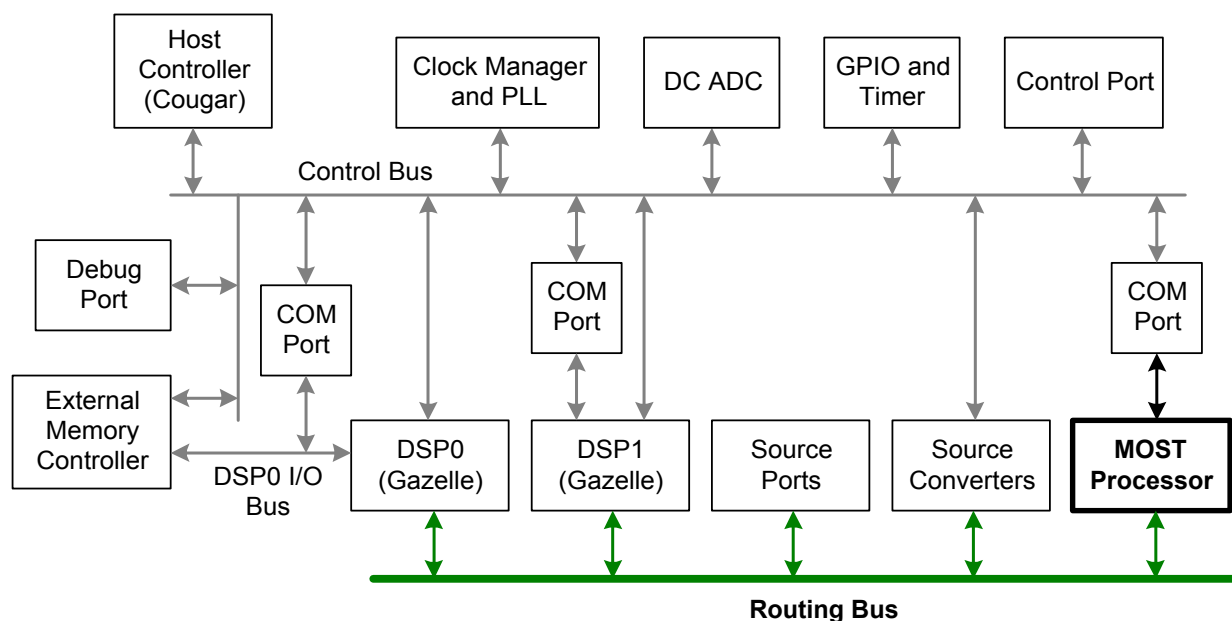 Host
Controller
(Cougar)
Clock Manager
and PLL
DC ADC
GPIO and
Timer
Control Port
Control Bus
Debug
Port
COM
Port
COM
Port
COM
Port
External
Memory
Controller
DSP0 I/O
Bus
DSP0
(Gazelle)
DSP1
(Gazelle)
Source
Ports
Source
Converters
MOST
Processor
Routing Bus